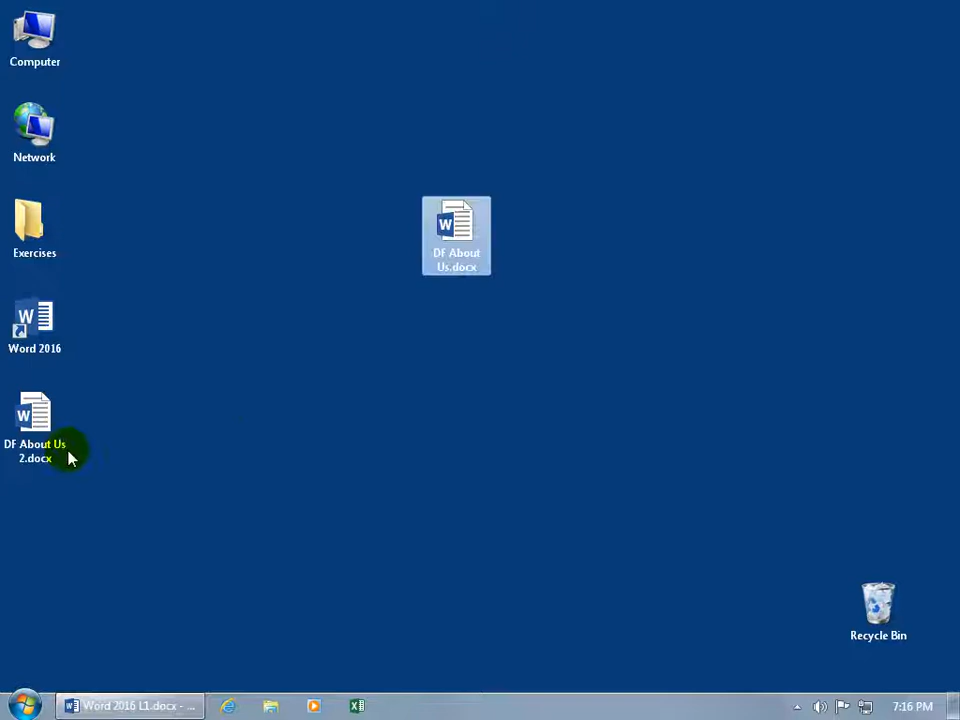 Computer
Network
Exercises
W
Word 2016
W
DF About Us
2.docx
W
DF About
Us.docx
Recycle Bin
Word 2016 L1.docx - ...
7:16 PM